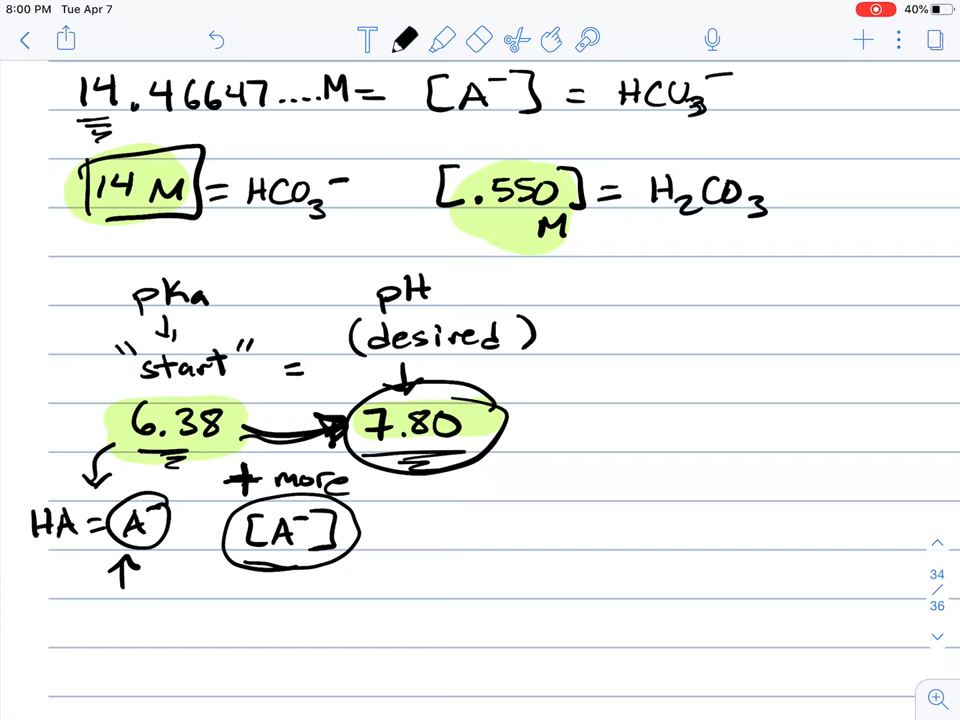 8:00 PM Tue Apr 7 40%
T
14.46647....M= [A⁻] = HCO₃⁻
14 M = HCO₃⁻ [.550 M] = H₂CO₃
pKa pH
↓ (desired)
"start" = ↓
6.38 → 7.80
+ more
HA = A⁻ [A⁻]
↑
34
/
36